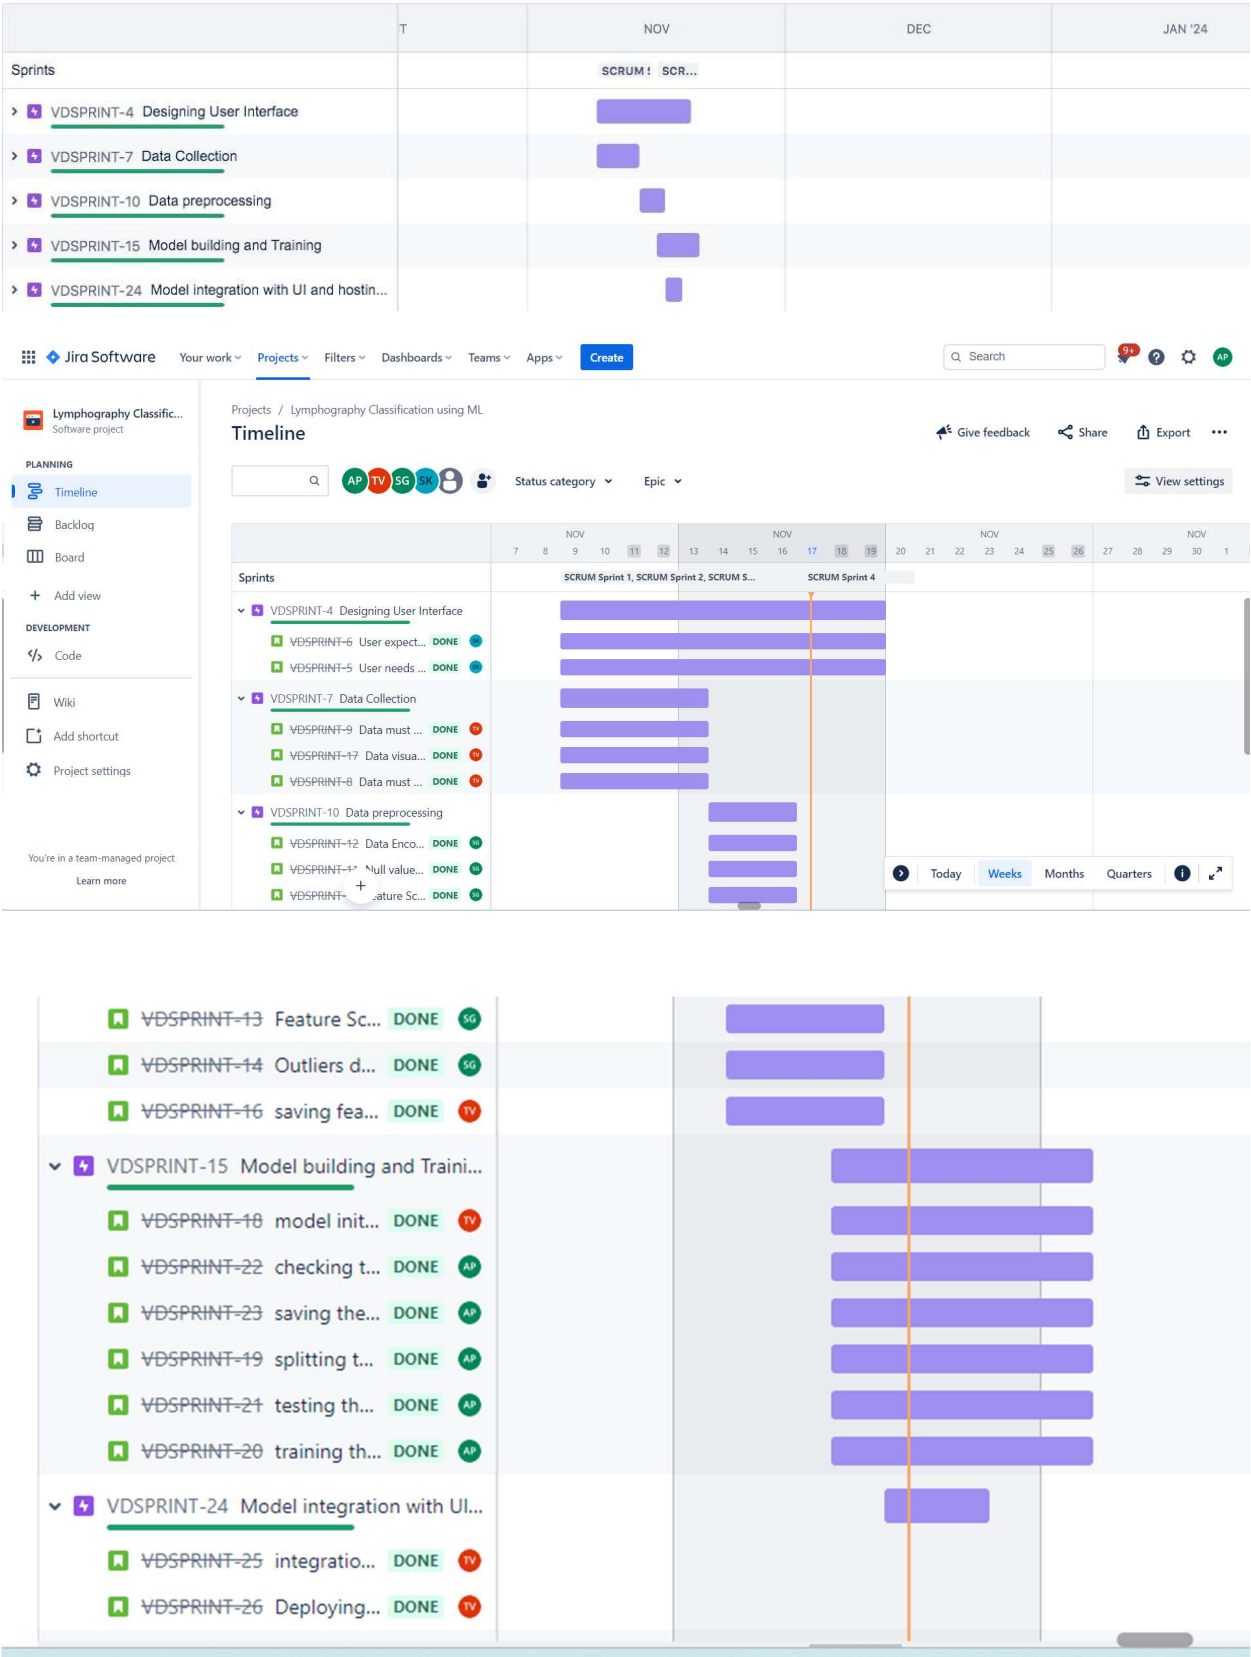 T NOV DEC JAN '24
Sprints SCRUM S SCR...
VDSPRINT-4 Designing User Interface
VDSPRINT-7 Data Collection
VDSPRINT-10 Data preprocessing
VDSPRINT-15 Model building and Training
VDSPRINT-24 Model integration with UI and hostin...
Jira Software Your work Projects Filters Dashboards Teams Apps Create Search 9+ AP
Lymphography Classific...
Software project
PLANNING
Timeline
Backlog
Board
Add view
DEVELOPMENT
Code
Wiki
Add shortcut
Project settings
You're in a team-managed project
Learn more
Projects / Lymphography Classification using ML
Timeline
Give feedback Share Export
AP TV SG SK Status category Epic View settings
NOV NOV NOV NOV
7 8 9 10 11 12 13 14 15 16 17 18 19 20 21 22 23 24 25 26 27 28 29 30 1
Sprints SCRUM Sprint 1, SCRUM Sprint 2, SCRUM S... SCRUM Sprint 4
VDSPRINT-4 Designing User Interface
VDSPRINT-6 User expect... DONE SK
VDSPRINT-5 User needs ... DONE SK
VDSPRINT-7 Data Collection
VDSPRINT-9 Data must ... DONE TV
VDSPRINT-17 Data visua... DONE TV
VDSPRINT-8 Data must ... DONE TV
VDSPRINT-10 Data preprocessing
VDSPRINT-12 Data Enco... DONE SG
VDSPRINT-11 Null value... DONE SG
VDSPRINT- eature Sc... DONE SG
Today Weeks Months Quarters
VDSPRINT-13 Feature Sc... DONE SG
VDSPRINT-14 Outliers d... DONE SG
VDSPRINT-16 saving fea... DONE TV
VDSPRINT-15 Model building and Traini...
VDSPRINT-18 model init... DONE TV
VDSPRINT-22 checking t... DONE AP
VDSPRINT-23 saving the... DONE AP
VDSPRINT-19 splitting t... DONE AP
VDSPRINT-21 testing th... DONE AP
VDSPRINT-20 training th... DONE AP
VDSPRINT-24 Model integration with UI...
VDSPRINT-25 integratio... DONE TV
VDSPRINT-26 Deploying... DONE TV